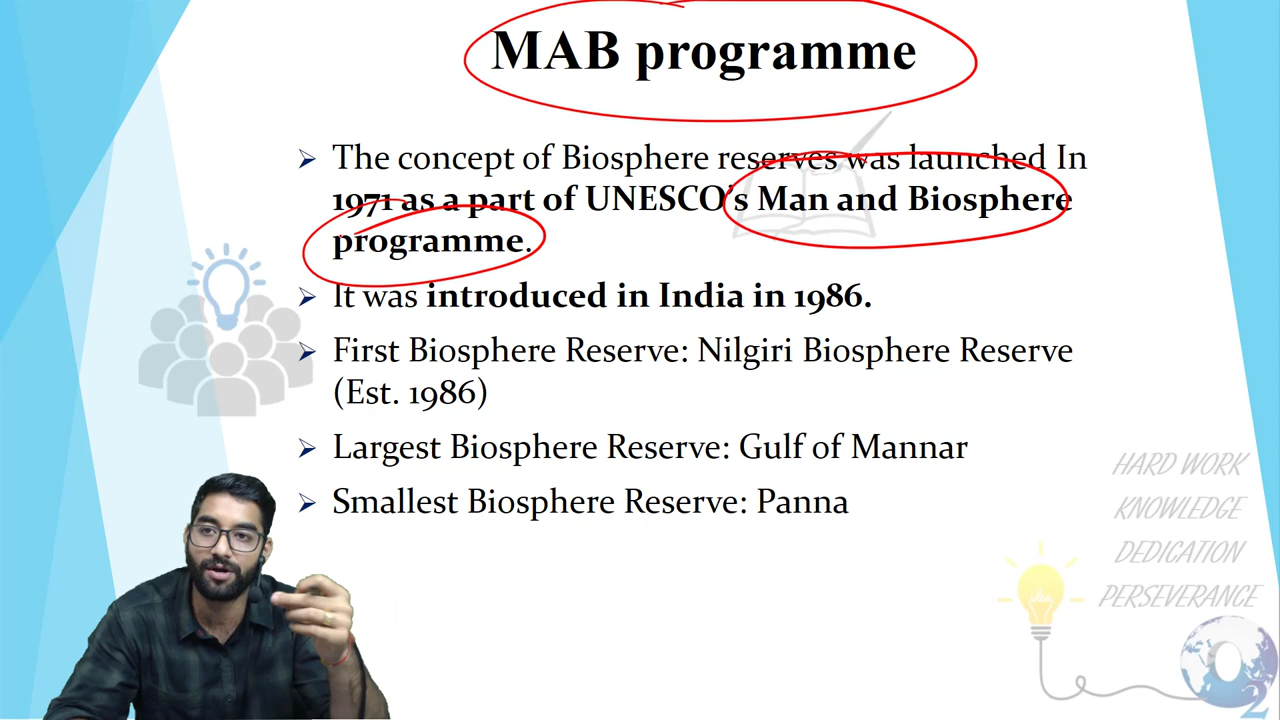 MAB programme
The concept of Biosphere reserves was launched In
1971 as a part of UNESCO's Man and Biosphere
programme.
It was introduced in India in 1986.
First Biosphere Reserve: Nilgiri Biosphere Reserve
(Est. 1986)
Largest Biosphere Reserve: Gulf of Mannar
Smallest Biosphere Reserve: Panna
HARD WORK
KNOWLEDGE
DEDICATION
PERSEVERANCE
O2